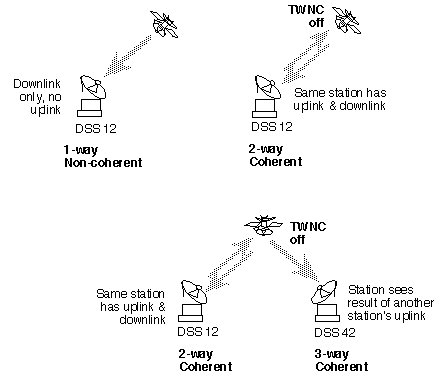 TWNC
off
Downlink
only, no
uplink
DSS 12
1-way
Non-coherent
Same station has
uplink & downlink
DSS 12
2-way
Coherent
TWNC
off
Same station
has uplink &
downlink
DSS 12
2-way
Coherent
Station sees
result of another
station's uplink
DSS 42
3-way
Coherent